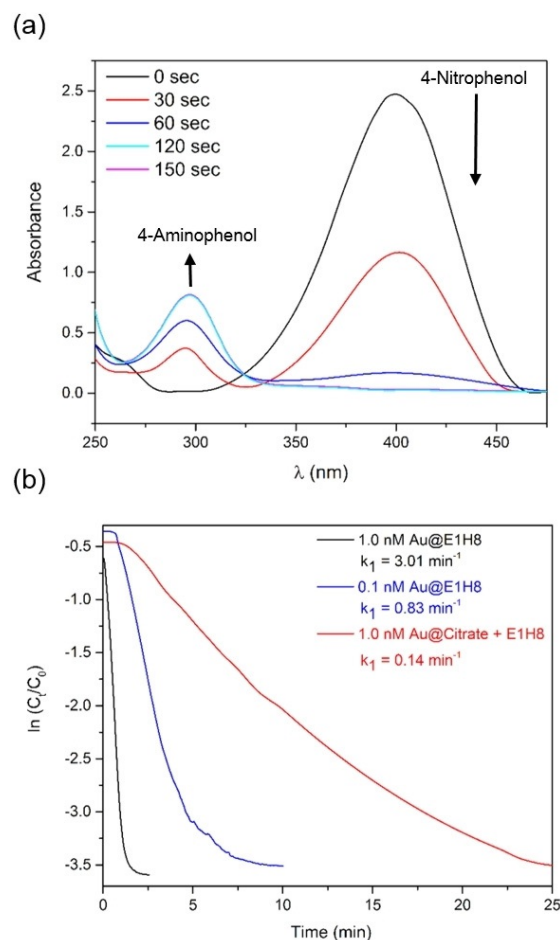 (a)
0 sec
30 sec
60 sec
120 sec
150 sec
4-Nitrophenol
4-Aminophenol
Absorbance
2.5
2.0
1.5
1.0
0.5
0.0
250 300 350 400 450
λ (nm)
(b)
1.0 nM Au@E1H8
k₁ = 3.01 min⁻¹
0.1 nM Au@E1H8
k₁ = 0.83 min⁻¹
1.0 nM Au@Citrate + E1H8
k₁ = 0.14 min⁻¹
ln (Cₜ/C₀)
-0.5
-1.0
-1.5
-2.0
-2.5
-3.0
-3.5
0 5 10 15 20 25
Time (min)